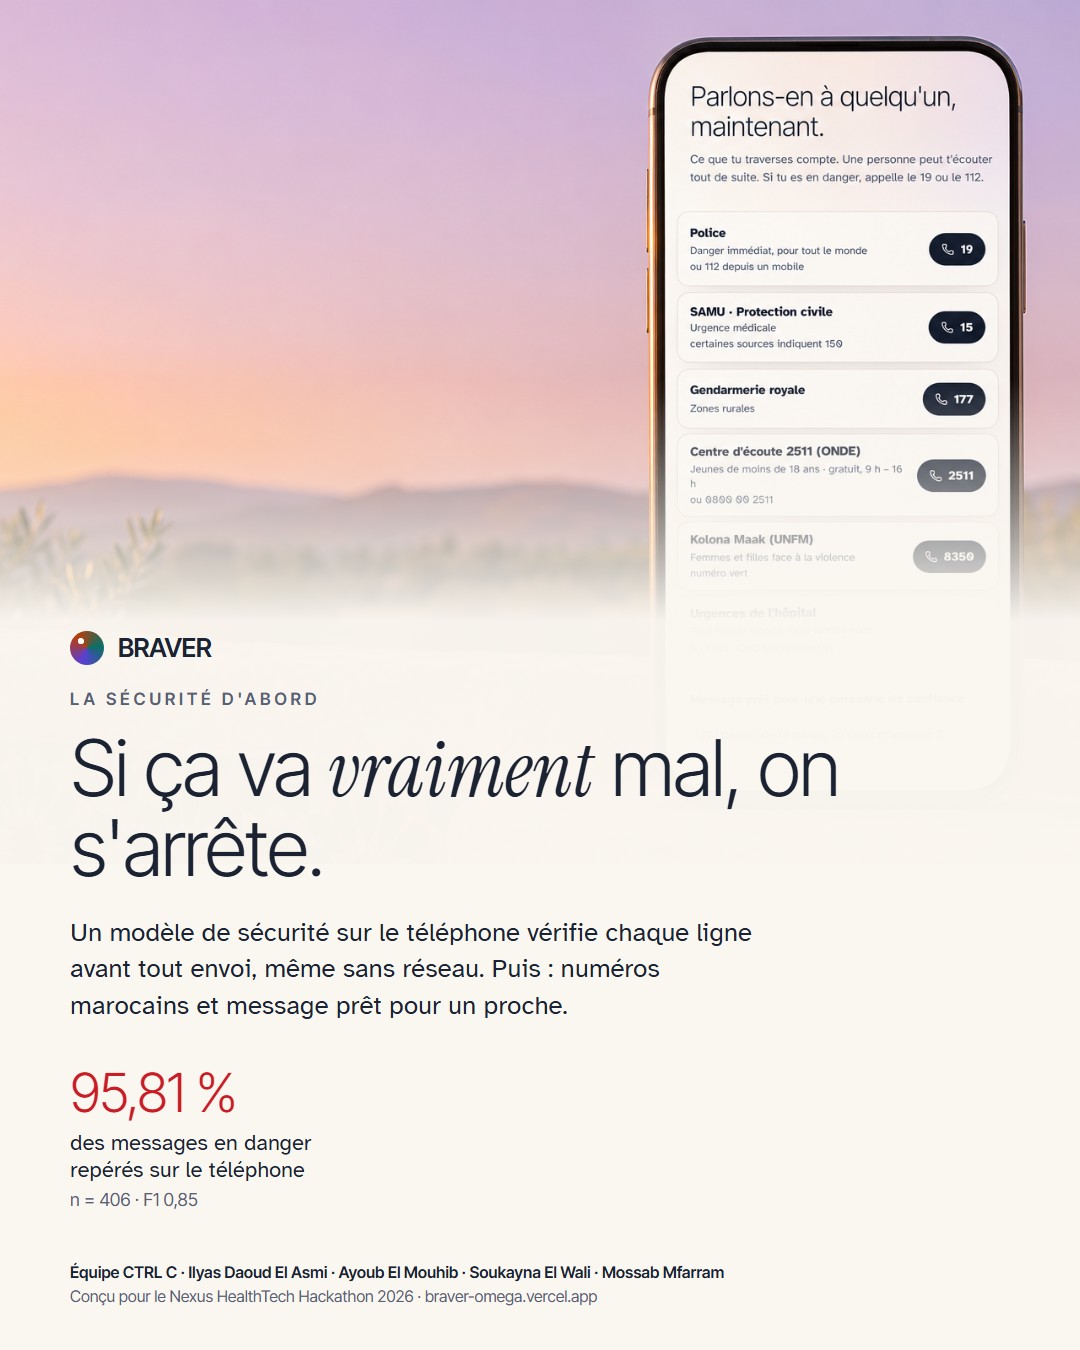 Parlons-en à quelqu'un,
maintenant.
Ce que tu traverses compte. Une personne peut t'écouter
tout de suite. Si tu es en danger, appelle le 19 ou le 112.
Police
Danger immédiat, pour tout le monde
ou 112 depuis un mobile
19
SAMU · Protection civile
Urgence médicale
certaines sources indiquent 150
15
Gendarmerie royale
Zones rurales
177
Centre d'écoute 2511 (ONDE)
Jeunes de moins de 18 ans · gratuit, 9 h – 16
h
ou 0800 00 2511
2511
Kolona Maak (UNFM)
Femmes et filles face à la violence
numéro vert
8350
Urgences de l'hôpital
BRAVER
LA SÉCURITÉ D'ABORD
Si ça va vraiment mal, on
s'arrête.
Un modèle de sécurité sur le téléphone vérifie chaque ligne
avant tout envoi, même sans réseau. Puis : numéros
marocains et message prêt pour un proche.
95,81 %
des messages en danger
repérés sur le téléphone
n = 406 · F1 0,85
Équipe CTRL C · Ilyas Daoud El Asmi · Ayoub El Mouhib · Soukayna El Wali · Mossab Mfarram
Conçu pour le Nexus HealthTech Hackathon 2026 · braver-omega.vercel.app